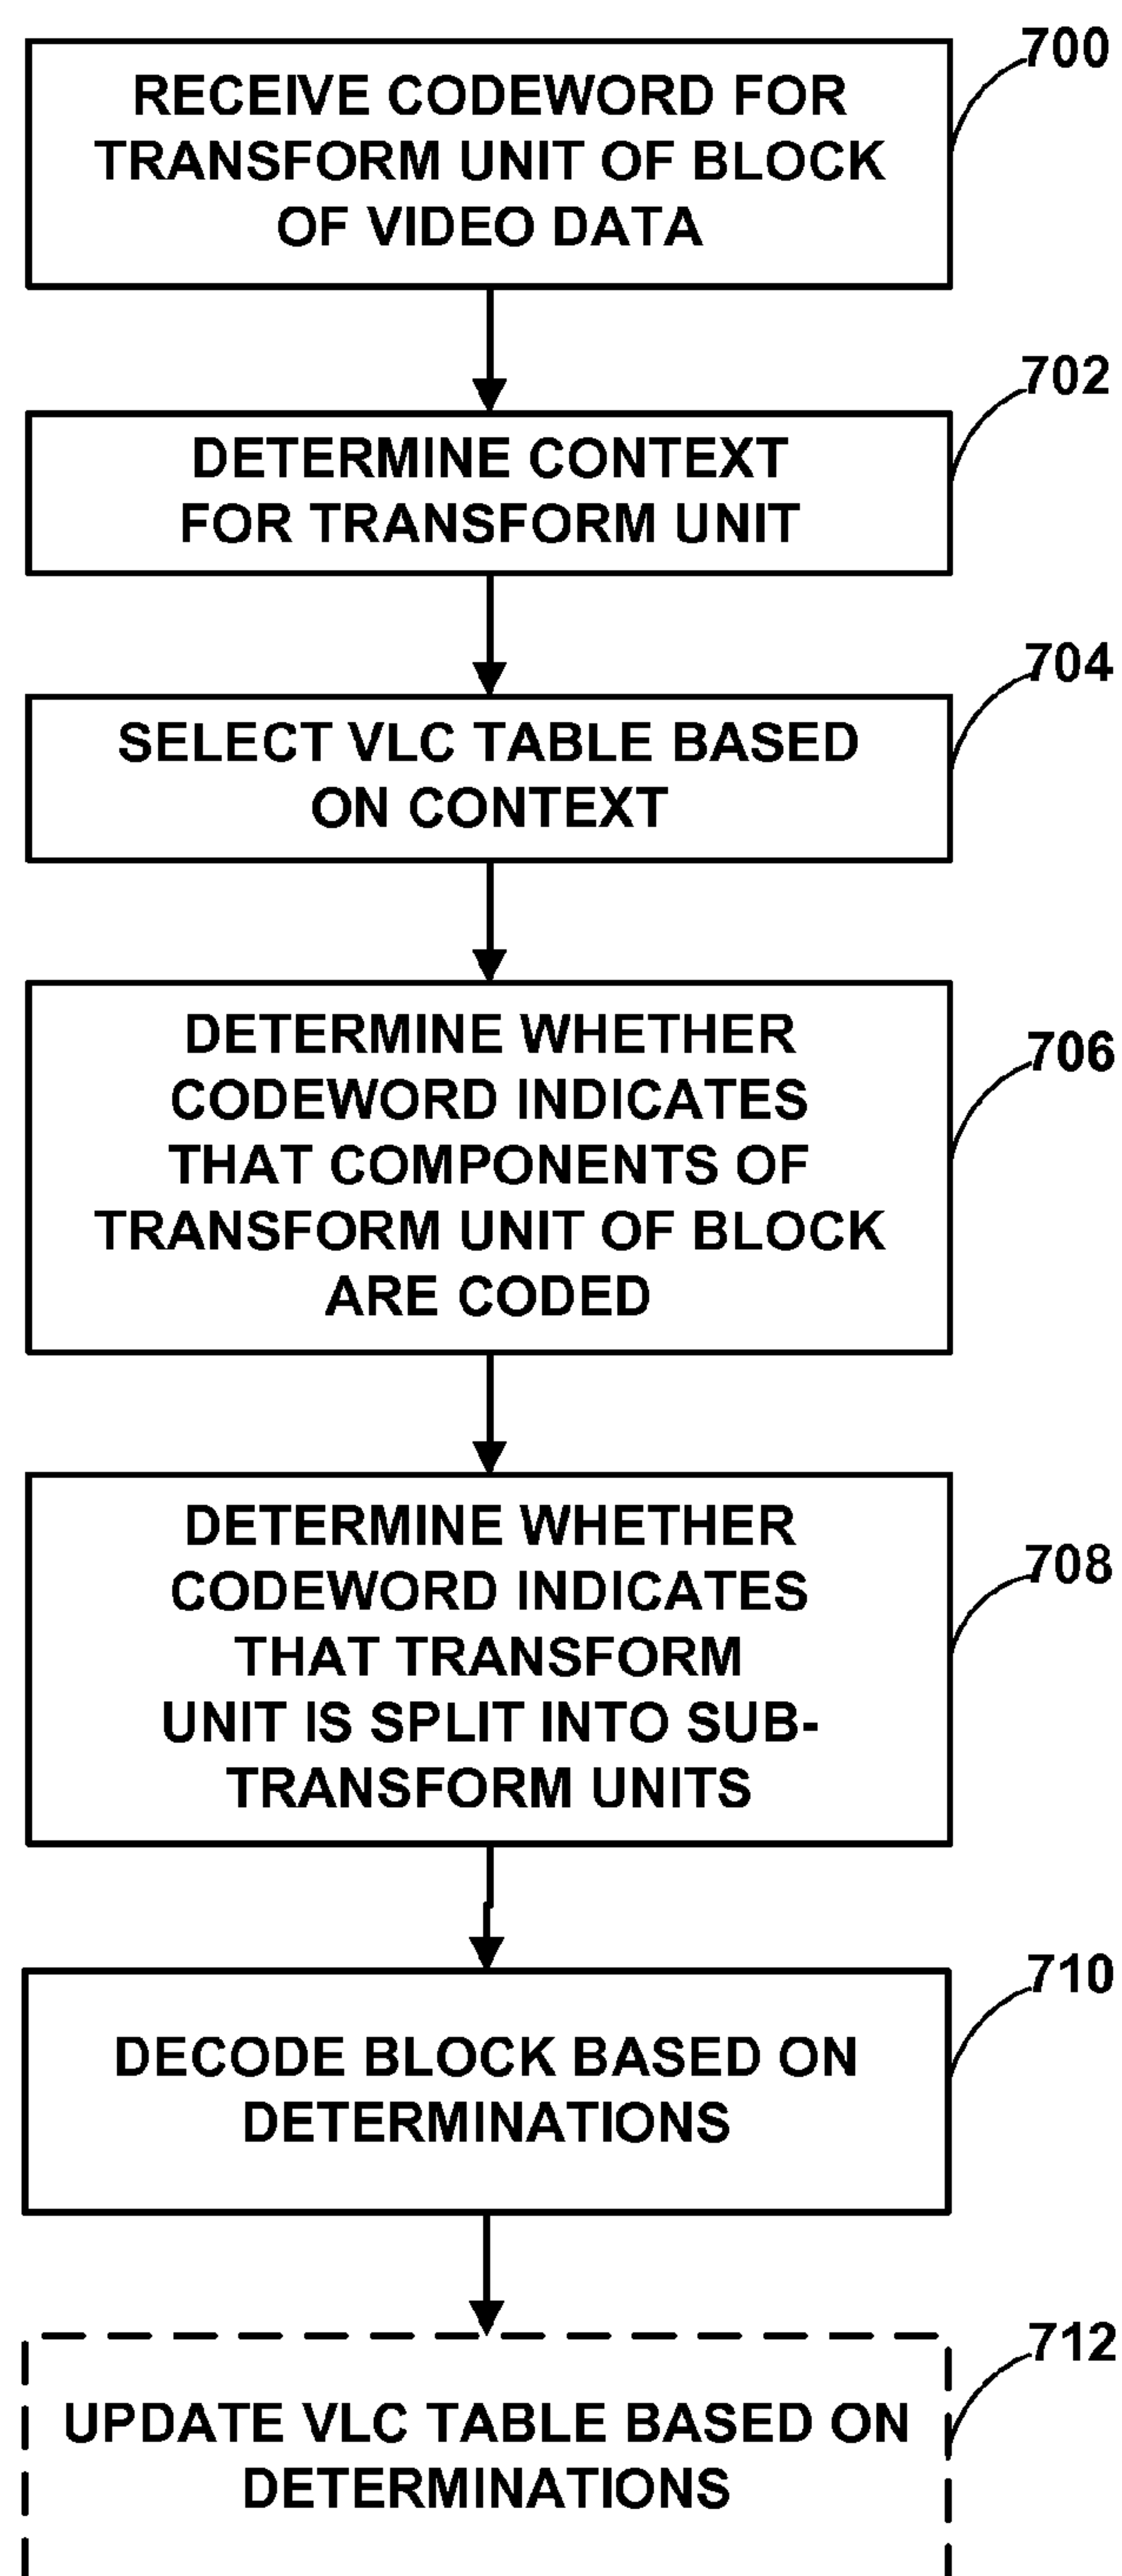 700
RECEIVE CODEWORD FOR
TRANSFORM UNIT OF BLOCK
OF VIDEO DATA
702
DETERMINE CONTEXT
FOR TRANSFORM UNIT
704
SELECT VLC TABLE BASED
ON CONTEXT
706
DETERMINE WHETHER
CODEWORD INDICATES
THAT COMPONENTS OF
TRANSFORM UNIT OF BLOCK
ARE CODED
708
DETERMINE WHETHER
CODEWORD INDICATES
THAT TRANSFORM
UNIT IS SPLIT INTO SUB-
TRANSFORM UNITS
710
DECODE BLOCK BASED ON
DETERMINATIONS
712
UPDATE VLC TABLE BASED ON
DETERMINATIONS